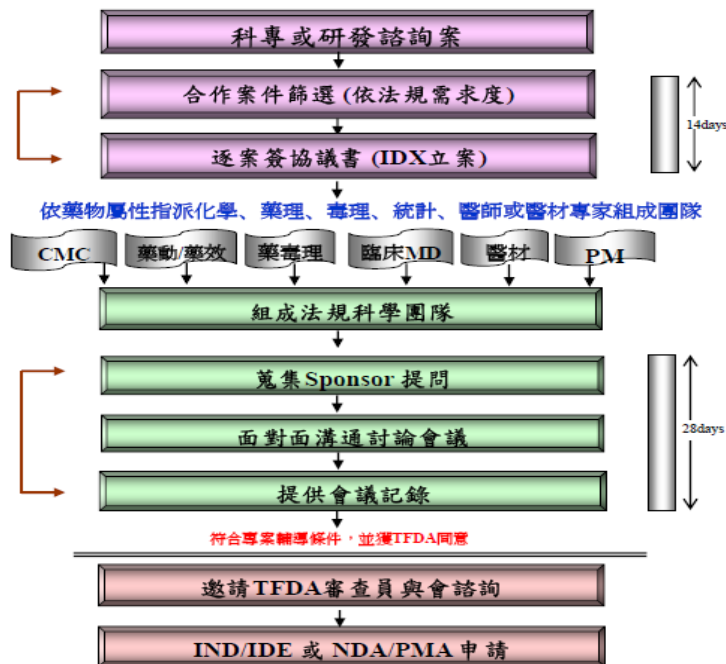 科專或研發諮詢案
合作案件篩選 (依法規需求度)
14days
逐案簽協議書 (IDX立案)
依藥物屬性指派化學、藥理、毒理、統計、醫師或醫材專家組成團隊
CMC 藥動/藥效 藥毒理 臨床MD 醫材 PM
組成法規科學團隊
蒐集Sponsor 提問
面對面溝通討論會議
28days
提供會議記錄
符合專案輔導條件，並獲TFDA同意
邀請TFDA審查員與會諮詢
IND/IDE 或 NDA/PMA 申請